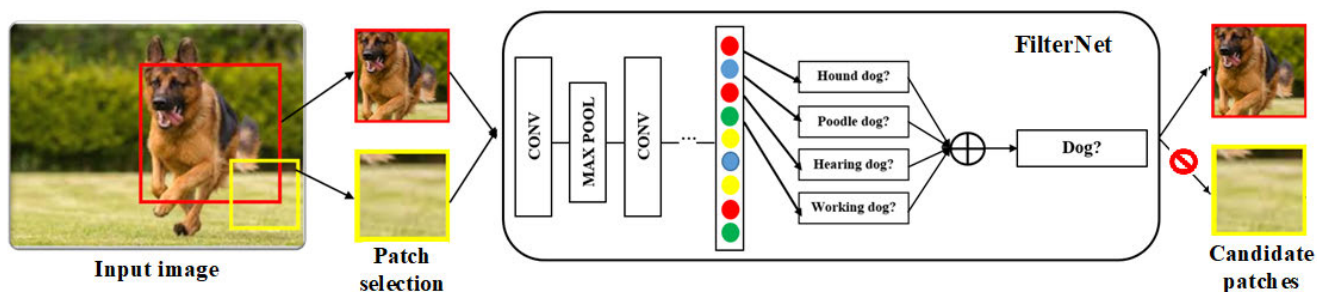 Input image
Patch
selection
CONV
MAX POOL
CONV
...
Hound dog?
Poodle dog?
Hearing dog?
Working dog?
Dog?
FilterNet
Candidate
patches